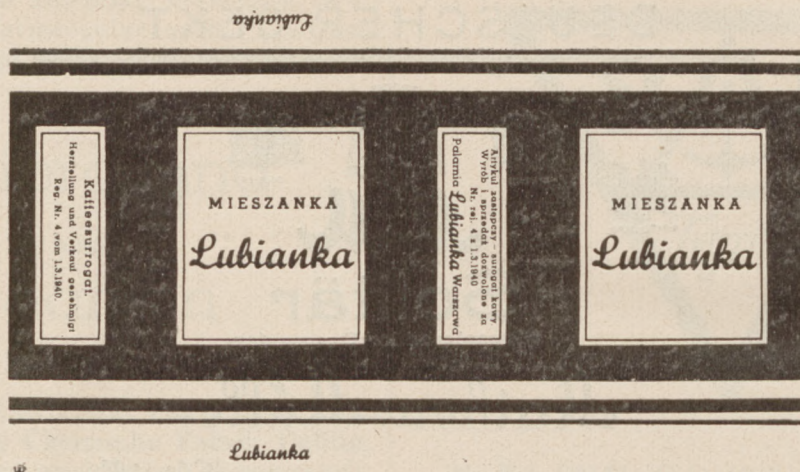 Lubianka
Kaffeesurrogat.
Herstellung und Verkauf genehmigt
Reg. Nr. 4 vom 1.3.1940.
MIESZANKA
Lubianka
Artykuł zastępczy - surogat kawy
Wyrób i sprzedaż dozwolone za
Nr. rej. 4 z 1.3.1940
Palarnia Lubianka Warszawa
MIESZANKA
Lubianka
Lubianka